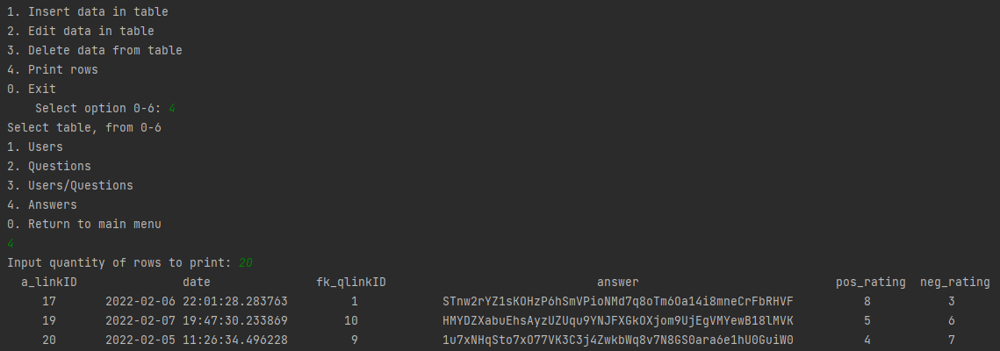 1. Insert data in table
2. Edit data in table
3. Delete data from table
4. Print rows
0. Exit
Select option 0-6: 4
Select table, from 0-6
1. Users
2. Questions
3. Users/Questions
4. Answers
0. Return to main menu
4
Input quantity of rows to print: 20
a_linkID date fk_qlinkID answer pos_rating neg_rating
17 2022-02-06 22:01:28.283763 1 STnw2rYZ1sKOHzP6hSmVPioNMd7q8oTm6Oa14i8mneCrFbRHVF 8 3
19 2022-02-07 19:47:30.233869 10 HMYDZXabuEhsAyzUZUqu9YNJFXGkOXjom9UjEgVMYewB18lMVK 5 6
20 2022-02-05 11:26:34.496228 9 1u7xNHqSto7xO77VK3C3j4ZwkbWq8v7N8GS0ara6e1hU0GuiW0 4 7